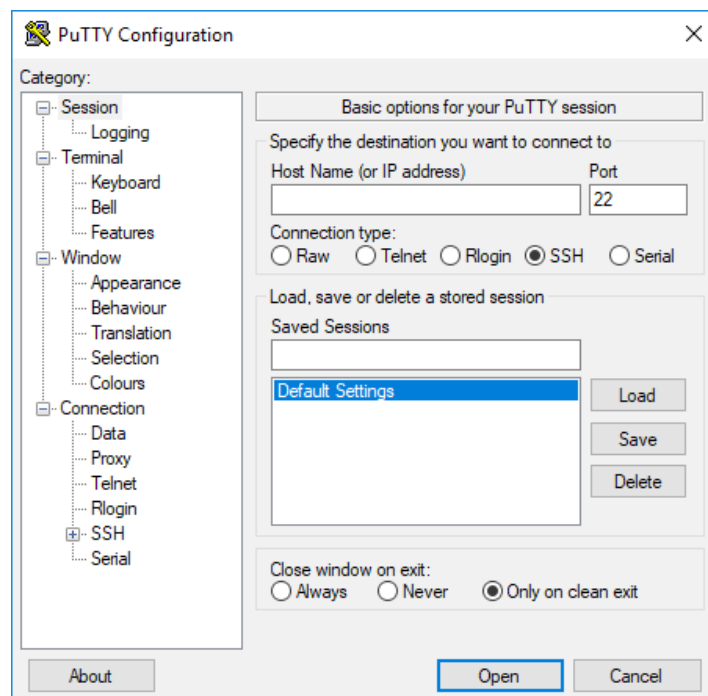 PuTTY Configuration
Category:
Session
Logging
Terminal
Keyboard
Bell
Features
Window
Appearance
Behaviour
Translation
Selection
Colours
Connection
Data
Proxy
Telnet
Rlogin
SSH
Serial
Basic options for your PuTTY session
Specify the destination you want to connect to
Host Name (or IP address) Port
22
Connection type:
Raw Telnet Rlogin SSH Serial
Load, save or delete a stored session
Saved Sessions
Default Settings
Load
Save
Delete
Close window on exit:
Always Never Only on clean exit
About Open Cancel